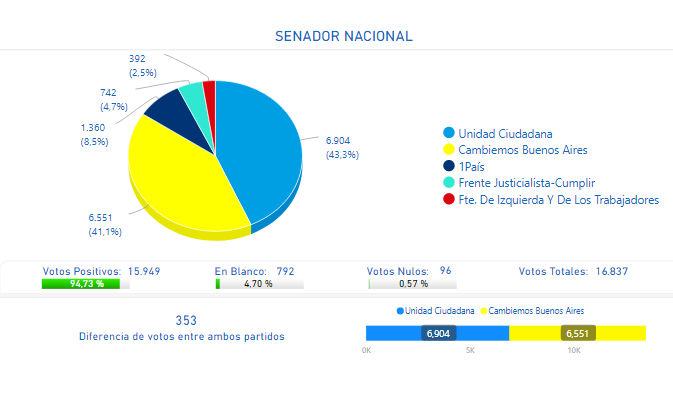 SENADOR NACIONAL
392
(2,5%)
742
(4,7%)
1.360
(8,5%)
6.904
(43,3%)
6.551
(41,1%)
Unidad Ciudadana
Cambiemos Buenos Aires
1País
Frente Justicialista-Cumplir
Fte. De Izquierda Y De Los Trabajadores
Votos Positivos: 15.949
94,73 %
En Blanco: 792
4,70 %
Votos Nulos: 96
0,57 %
Votos Totales: 16.837
353
Diferencia de votos entre ambos partidos
Unidad Ciudadana Cambiemos Buenos Aires
6,904 6,551
0K 5K 10K